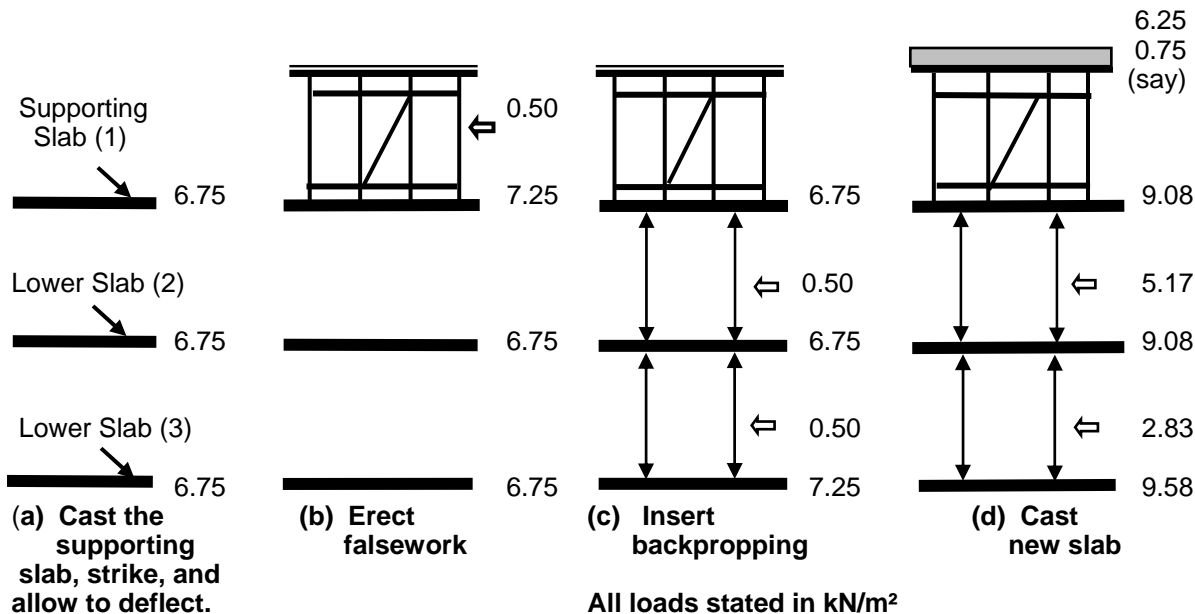 6.25
0.75
(say)
Supporting
Slab (1)
6.75
0.50
7.25
6.75
9.08
Lower Slab (2)
6.75
6.75
0.50
6.75
5.17
9.08
Lower Slab (3)
6.75
6.75
0.50
7.25
2.83
9.58
(a) Cast the
supporting
slab, strike, and
allow to deflect.
(b) Erect
falsework
(c) Insert
backpropping
(d) Cast
new slab
All loads stated in kN/m²